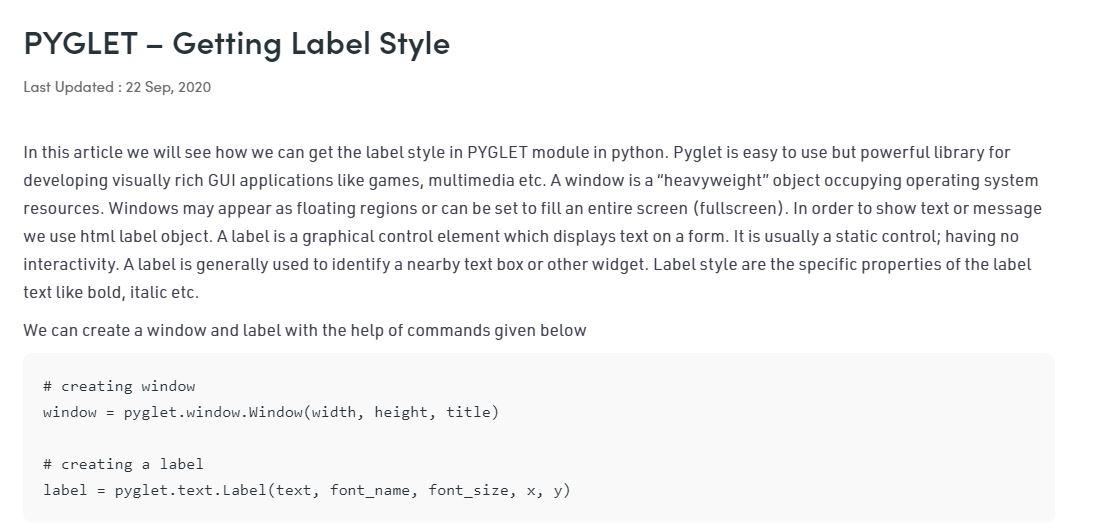 PYGLET – Getting Label Style
Last Updated : 22 Sep, 2020
In this article we will see how we can get the label style in PYGLET module in python. Pyglet is easy to use but powerful library for
developing visually rich GUI applications like games, multimedia etc. A window is a “heavyweight” object occupying operating system
resources. Windows may appear as floating regions or can be set to fill an entire screen (fullscreen). In order to show text or message
we use html label object. A label is a graphical control element which displays text on a form. It is usually a static control; having no
interactivity. A label is generally used to identify a nearby text box or other widget. Label style are the specific properties of the label
text like bold, italic etc.
We can create a window and label with the help of commands given below
# creating window
window = pyglet.window.Window(width, height, title)
# creating a label
label = pyglet.text.Label(text, font_name, font_size, x, y)